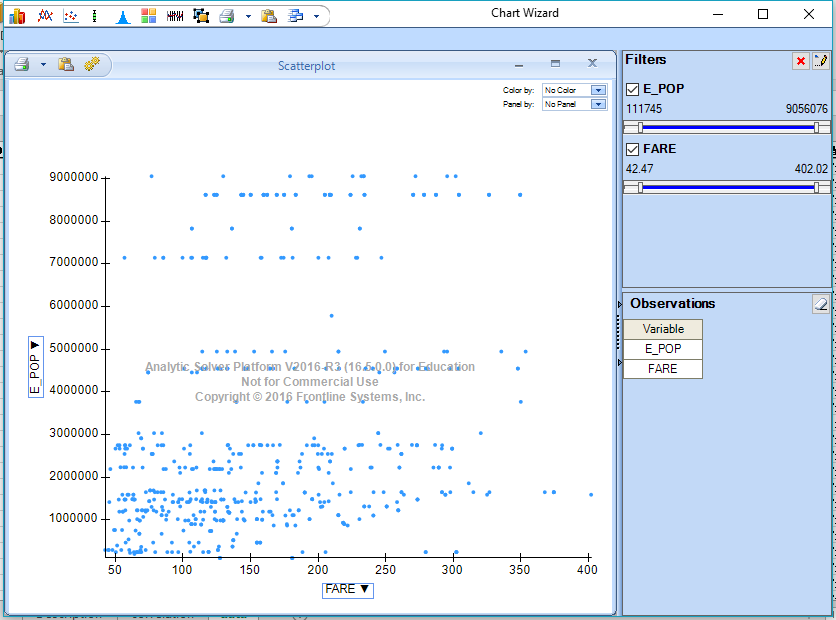 Chart Wizard
Scatterplot
Color by: No Color
Panel by: No Panel
9000000
8000000
7000000
6000000
5000000
4000000
3000000
2000000
1000000
E_POP ▼
Analytic Solver Platform V2016-R3 (16.5.0.0) for Education
Not for Commercial Use
Copyright © 2016 Frontline Systems, Inc.
50 100 150 200 250 300 350 400
FARE ▼
Filters
E_POP
111745 9056076
FARE
42.47 402.02
Observations
Variable
E_POP
FARE